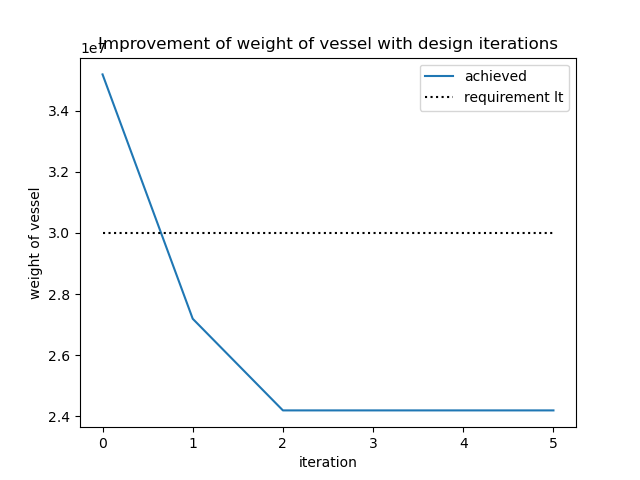 Improvement of weight of vessel with design iterations
1e7
achieved
requirement lt
3.4
3.2
3.0
2.8
2.6
2.4
weight of vessel
0 1 2 3 4 5
iteration